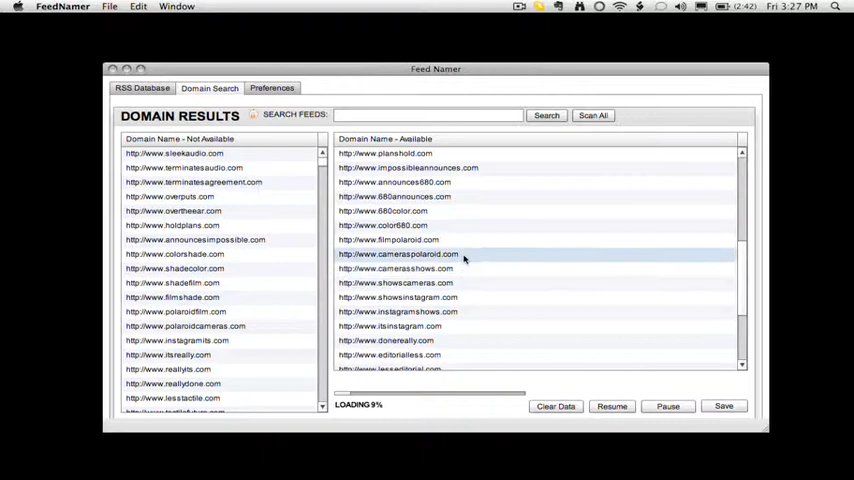 FeedNamer File Edit Window (2:42) Fri 3:27 PM
Feed Namer
RSS Database Domain Search Preferences
DOMAIN RESULTS SEARCH FEEDS: Search Scan All
Domain Name - Not Available
http://www.sleekaudio.com
http://www.terminatesaudio.com
http://www.terminatesagreement.com
http://www.overputs.com
http://www.overtheear.com
http://www.holdplans.com
http://www.announcesimpossible.com
http://www.colorshade.com
http://www.shadecolor.com
http://www.shadefilm.com
http://www.filmshade.com
http://www.polaroidfilm.com
http://www.polaroidcameras.com
http://www.instagramits.com
http://www.itsreally.com
http://www.reallyits.com
http://www.reallydone.com
http://www.lesstactile.com
http://www.tactilefuture.com
Domain Name - Available
http://www.planshold.com
http://www.impossibleannounces.com
http://www.announces680.com
http://www.680announces.com
http://www.680color.com
http://www.color680.com
http://www.filmpolaroid.com
http://www.cameraspolaroid.com
http://www.camerasshows.com
http://www.showscameras.com
http://www.showsinstagram.com
http://www.instagramshows.com
http://www.itsinstagram.com
http://www.donereally.com
http://www.editorialless.com
http://www.lesseditorial.com
LOADING 9%
Clear Data Resume Pause Save